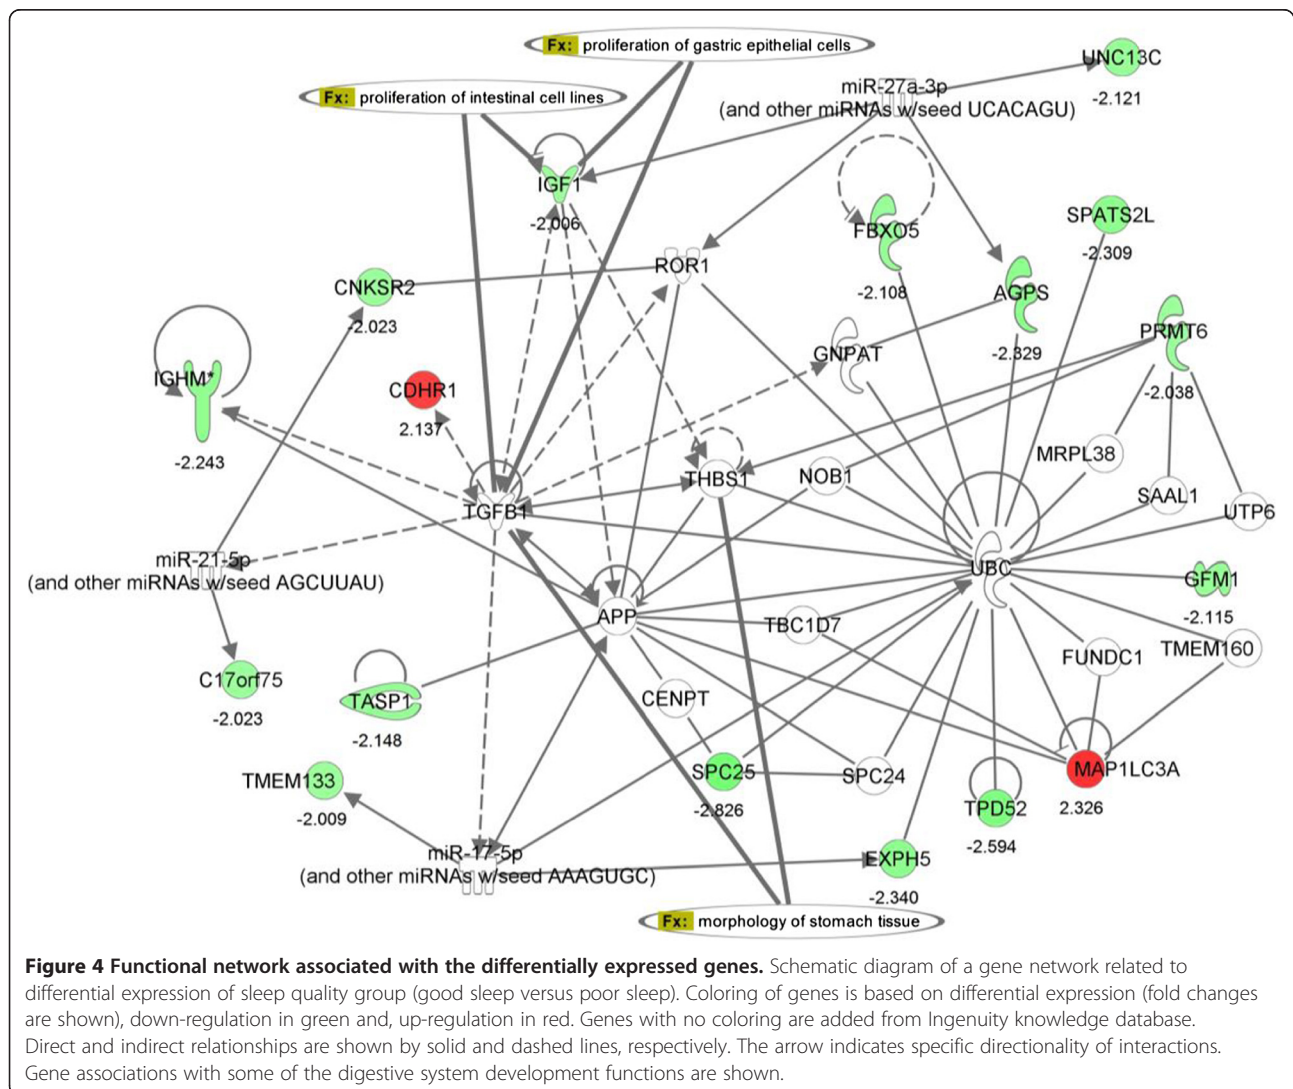 Fx: proliferation of gastric epithelial cells
UNC13C
-2.121
miR-27a-3p
(and other miRNAs w/seed UCACAGU)
Fx: proliferation of intestinal cell lines
IGF1
-2.006
FBXO5
-2.108
SPATS2L
-2.309
ROR1
CNKSR2
-2.023
AGPS
-2.329
GNPAT
PRMT6
-2.038
IGHM*
-2.243
CDHR1
2.137
MRPL38
THBS1
NOB1
SAAL1
UTP6
TGFB1
miR-21-5p
(and other miRNAs w/seed AGCUUAU)
UBC
GFM1
-2.115
APP
TBC1D7
FUNDC1
TMEM160
C17orf75
-2.023
TASP1
-2.148
CENPT
SPC25
-2.826
SPC24
MAP1LC3A
2.326
TMEM133
-2.009
TPD52
-2.594
miR-17-5p
(and other miRNAs w/seed AAAGUGC)
EXPH5
-2.340
Fx: morphology of stomach tissue
Figure 4 Functional network associated with the differentially expressed genes. Schematic diagram of a gene network related to
differential expression of sleep quality group (good sleep versus poor sleep). Coloring of genes is based on differential expression (fold changes
are shown), down-regulation in green and, up-regulation in red. Genes with no coloring are added from Ingenuity knowledge database.
Direct and indirect relationships are shown by solid and dashed lines, respectively. The arrow indicates specific directionality of interactions.
Gene associations with some of the digestive system development functions are shown.